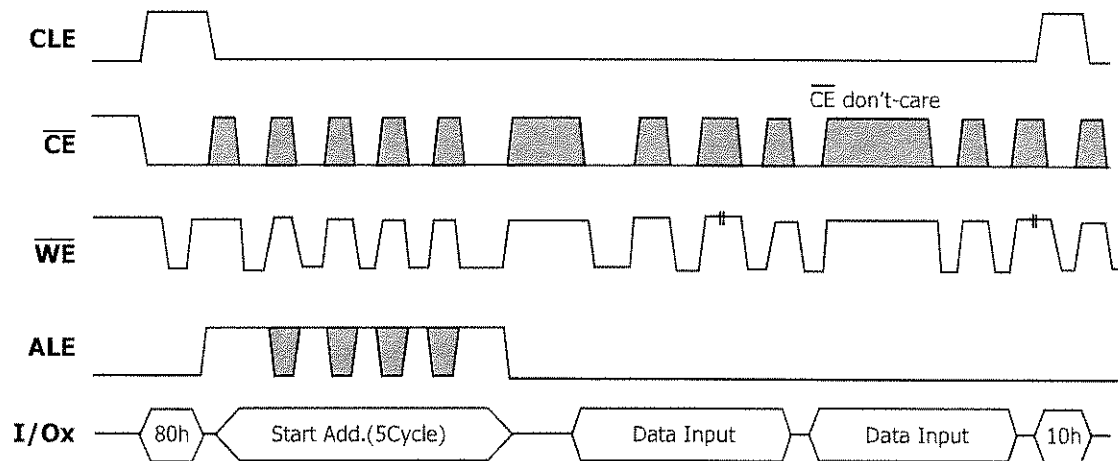 CLE
CE don't-care
CE
WE
ALE
I/Ox 80h Start Add.(5Cycle) Data Input Data Input 10h